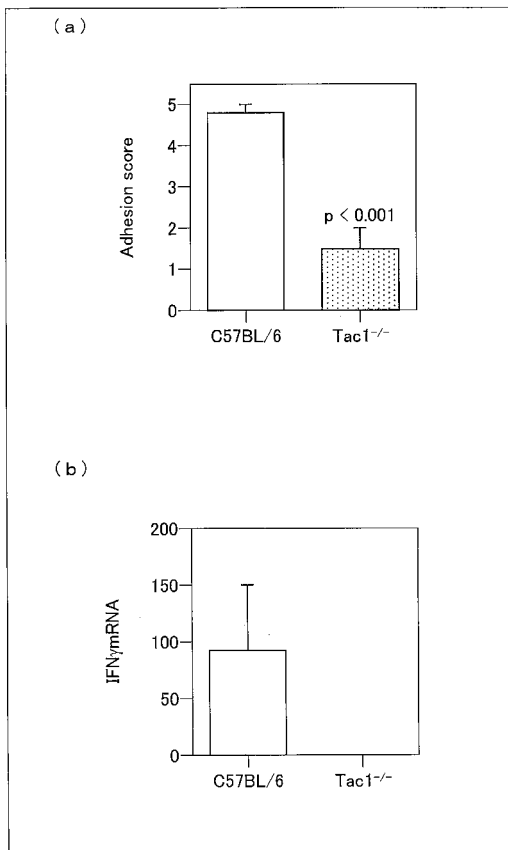 (a)
Adhesion score
5
4
3
2
1
0
p < 0.001
C57BL/6
Tac1⁻/⁻
(b)
IFNγmRNA
200
150
100
50
0
C57BL/6
Tac1⁻/⁻